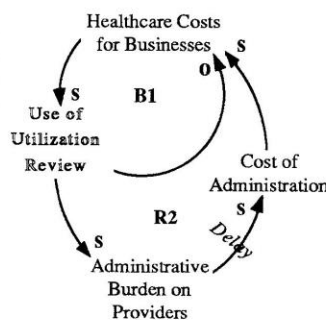 Healthcare Costs
for Businesses
S
O
B1
S
Use of
Utilization
Review
Cost of
Administration
R2
S
Delay
S
Administrative
Burden on
Providers